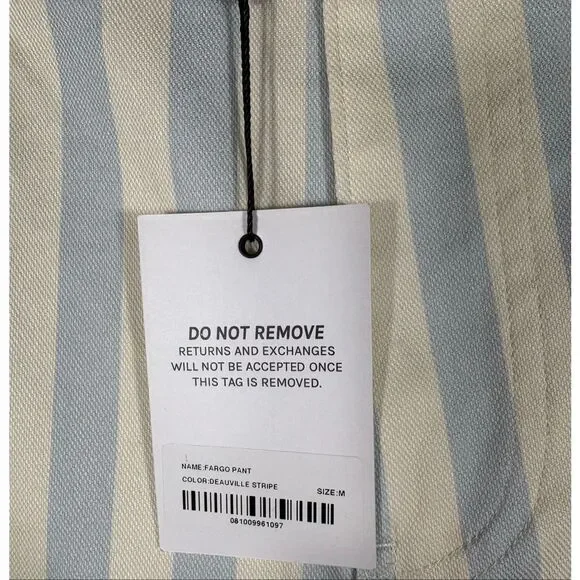 DO NOT REMOVE
RETURNS AND EXCHANGES
WILL NOT BE ACCEPTED ONCE
THIS TAG IS REMOVED.
NAME:FARGO PANT
COLOR:DEAUVILLE STRIPE SIZE:M
081009961097